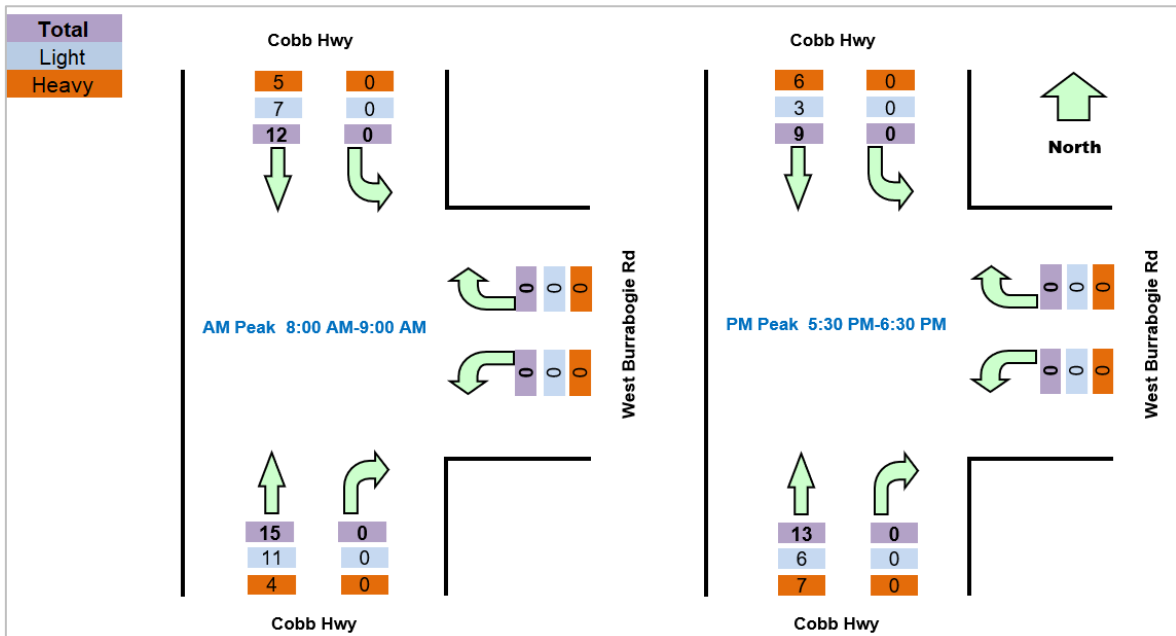 Total
Light
Heavy
Cobb Hwy
5 0
7 0
12 0
0 0 0
AM Peak 8:00 AM-9:00 AM
0 0 0
West Burrabogie Rd
15 0
11 0
4 0
Cobb Hwy
Cobb Hwy
6 0
3 0
9 0
North
0 0 0
PM Peak 5:30 PM-6:30 PM
0 0 0
West Burrabogie Rd
13 0
6 0
7 0
Cobb Hwy